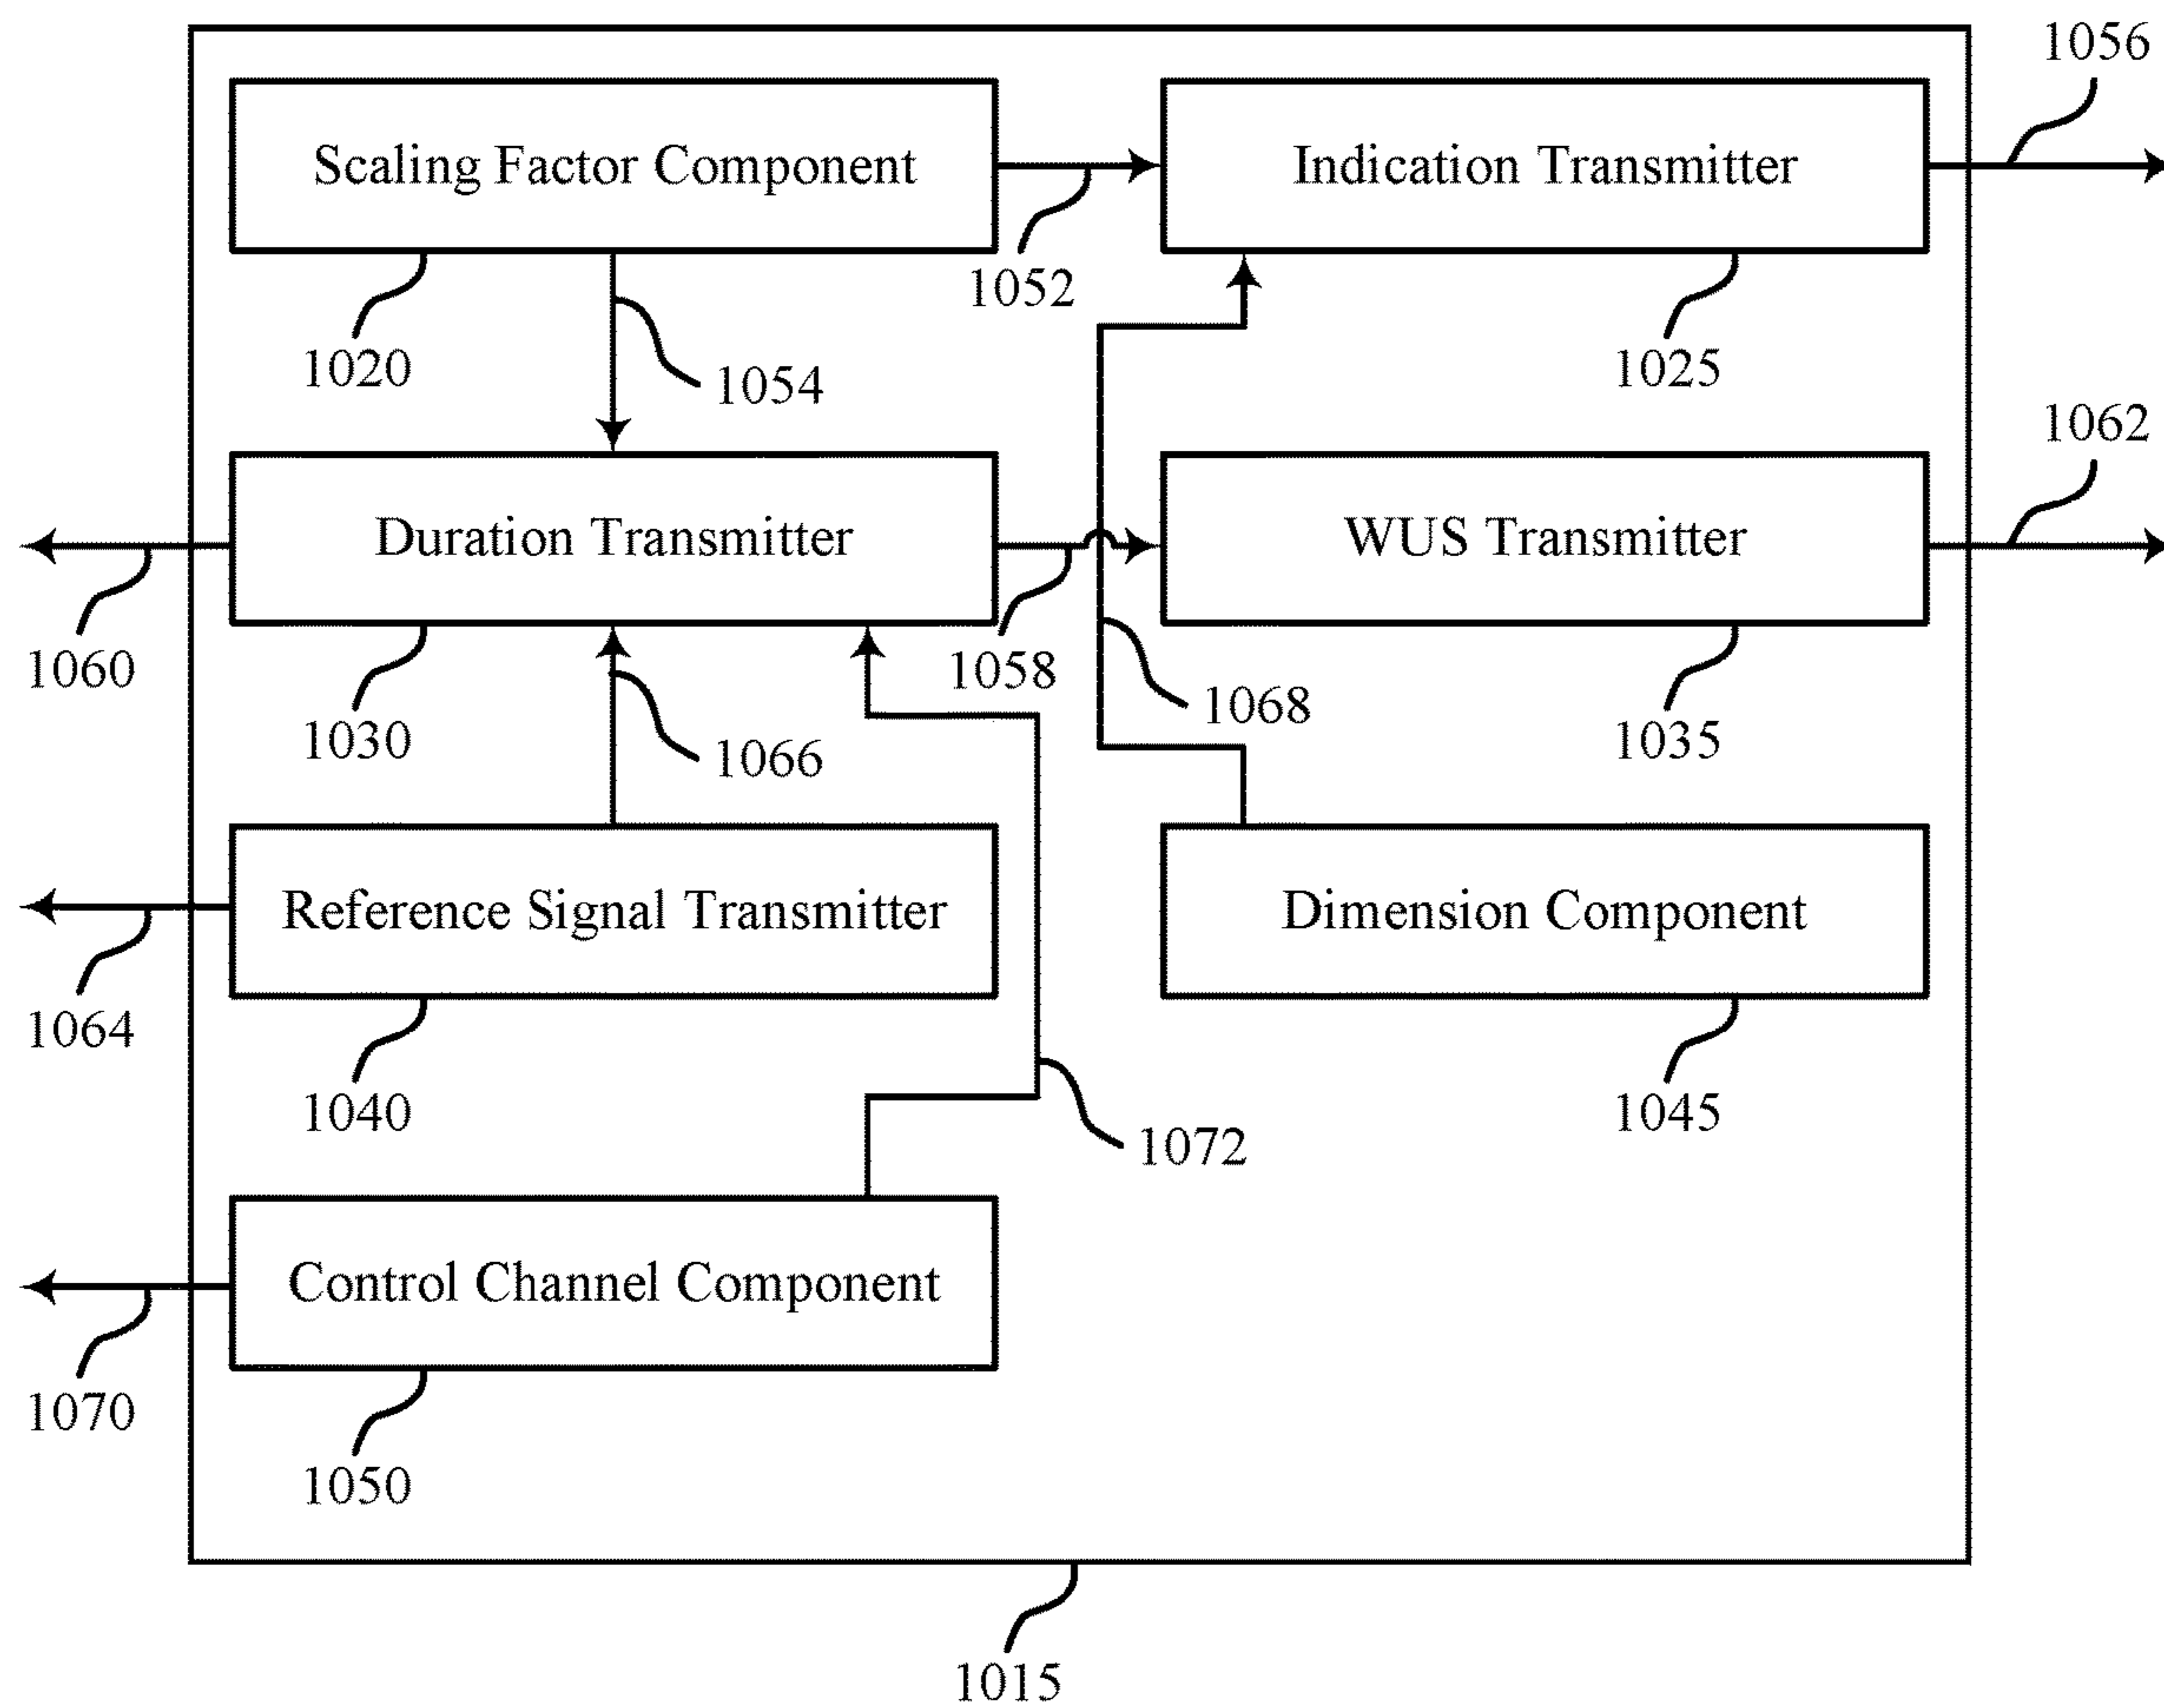 1056
Scaling Factor Component
Indication Transmitter
1052
1020
1054
1025
1062
Duration Transmitter
WUS Transmitter
1060
1058
1068
1030
1066
1035
Reference Signal Transmitter
Dimension Component
1064
1040
1045
1072
Control Channel Component
1070
1050
1015